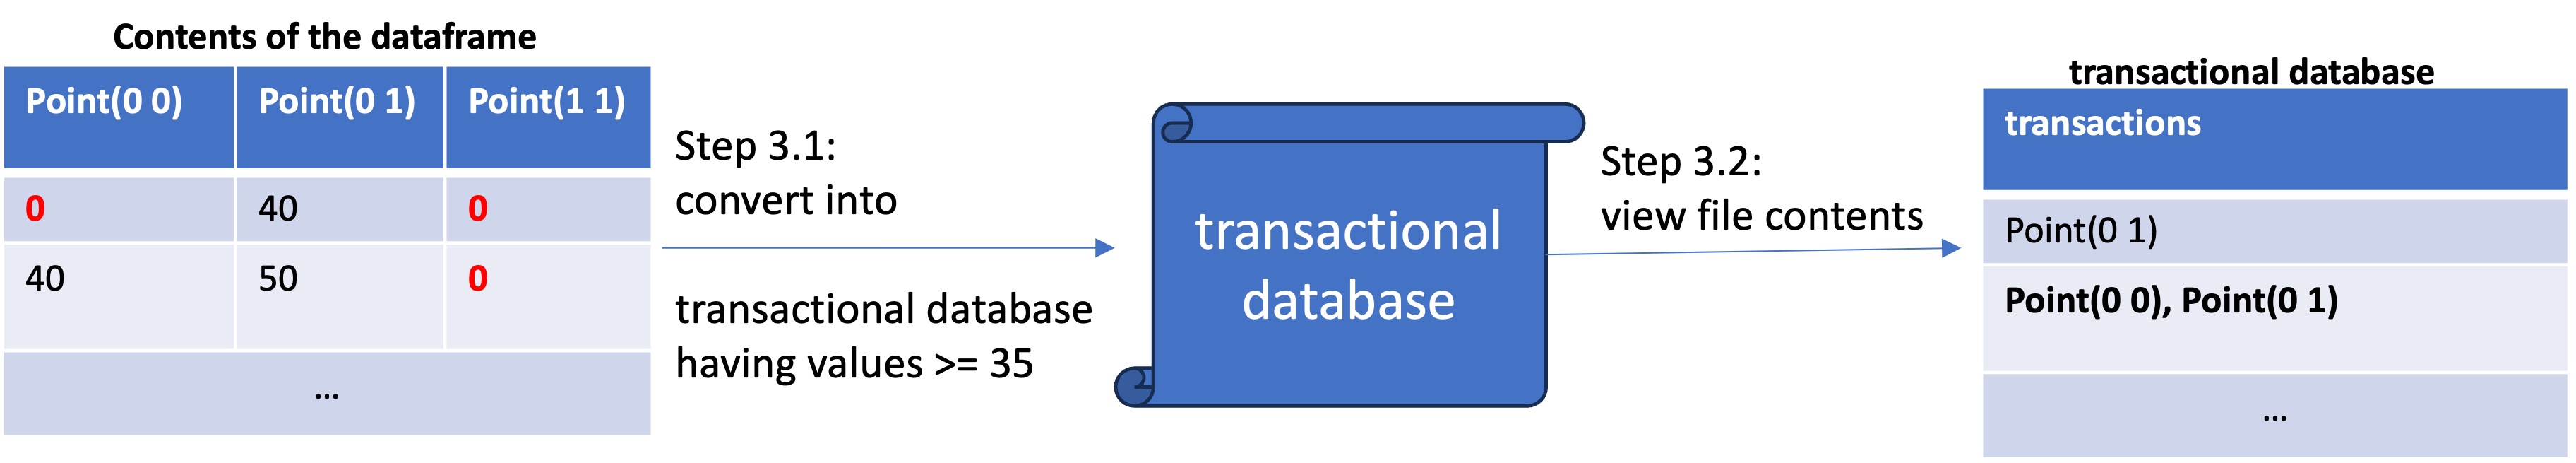 Contents of the dataframe
Point(0 0) Point(0 1) Point(1 1)
0 40 0
40 50 0
...
Step 3.1:
convert into
transactional database
having values >= 35
transactional
database
Step 3.2:
view file contents
transactional database
transactions
Point(0 1)
Point(0 0), Point(0 1)
...